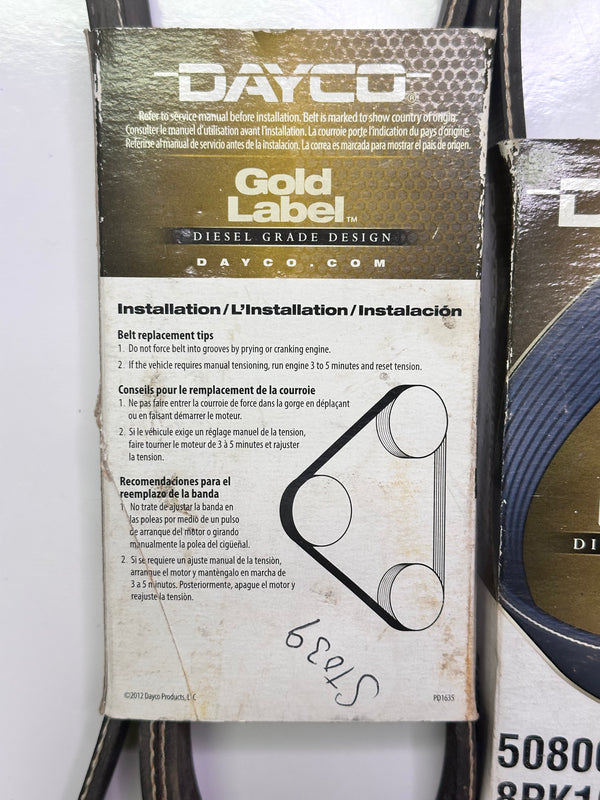 DAYCO®
Refer to service manual before installation. Belt is marked to show country of origin.
Consulter le manuel d'utilisation avant l'installation. La courroie porte l'indication du pays d'origine.
Referirse al manual de servicio antes de la instalacion. La correa es marcada para mostrar el pais de origen.
Gold
Label™
DIESEL GRADE DESIGN
DAYCO.COM
Installation/L'Installation/Instalación
Belt replacement tips
1. Do not force belt into grooves by prying or cranking engine.
2. If the vehicle requires manual tensioning, run engine 3 to 5 minutes and reset tension.
Conseils pour le remplacement de la courroie
1. Ne pas faire entrer la courroie de force dans la gorge en déplaçant
ou en faisant démarrer le moteur.
2. Si le véhicule exige un réglage manuel de la tension,
faire tourner le moteur de 3 à 5 minutes et rajuster
la tension.
Recomendaciones para el
reemplazo de la banda
1. No trate de ajustar la banda en
las poleas por medio de un pulso
de arranque del mótor o girando
manualmente la polea del cigüeñal.
2. Si se requiere un ajuste manual de la tensiòn,
arranque el motor y manténgalo en marcha de
3 a 5 minutos. Posteriormente, apague el motor y
reajuste la tensiòn.
©2012 Dayco Products, LLC
PD1635
DI
5080
8PK1